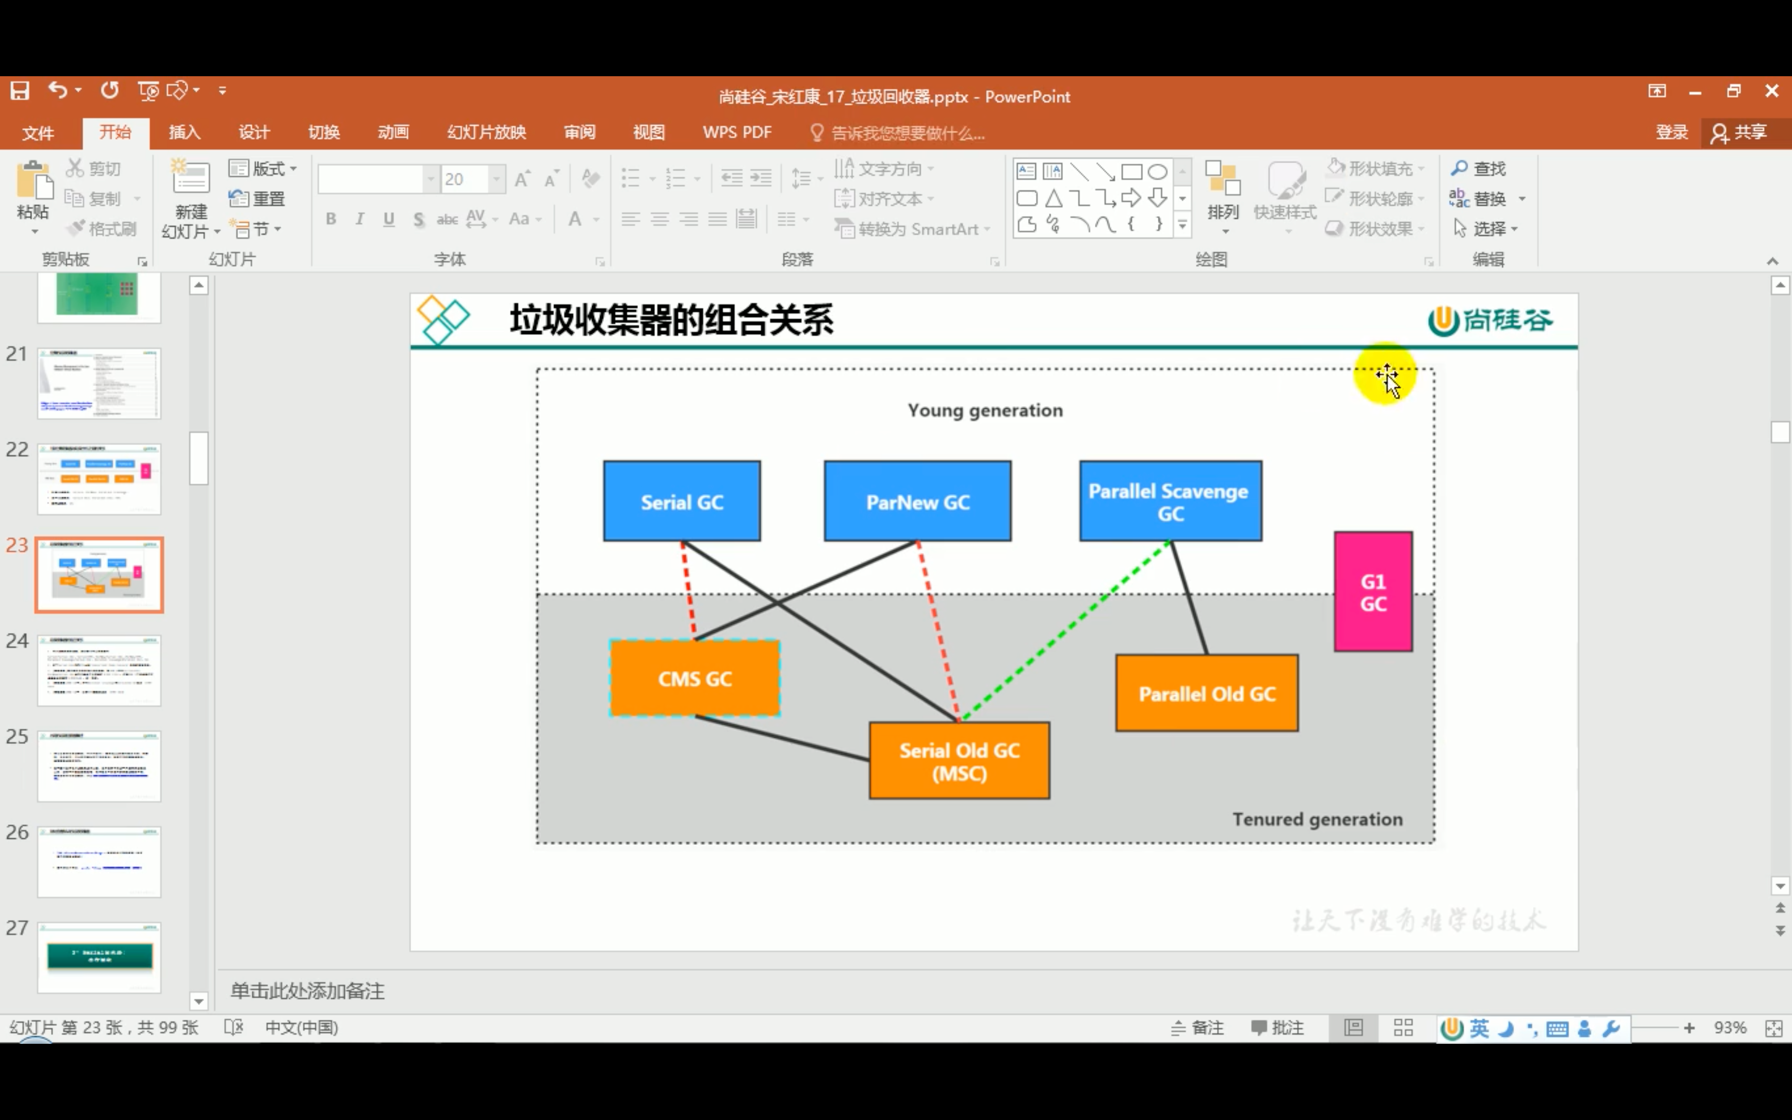 尚硅谷_宋红康_17_垃圾回收器.pptx - PowerPoint
文件 开始 插入 设计 切换 动画 幻灯片放映 审阅 视图 WPS PDF 告诉我您想要做什么... 登录 共享
粘贴 剪切 复制 格式刷 剪贴板
新建 幻灯片 版式 重置 节 幻灯片
20 B I U S abc AV Aa A 字体
文字方向 对齐文本 转换为 SmartArt 段落
排列 快速样式 形状填充 形状轮廓 形状效果 绘图
查找 替换 选择 编辑
21
22
23
24
25
26
27
垃圾收集器的组合关系
尚硅谷
Young generation
Serial GC
ParNew GC
Parallel Scavenge
GC
G1
GC
CMS GC
Parallel Old GC
Serial Old GC
(MSC)
Tenured generation
让天下没有难学的技术
单击此处添加备注
幻灯片 第 23 张，共 99 张 中文(中国) 备注 批注 英 93%